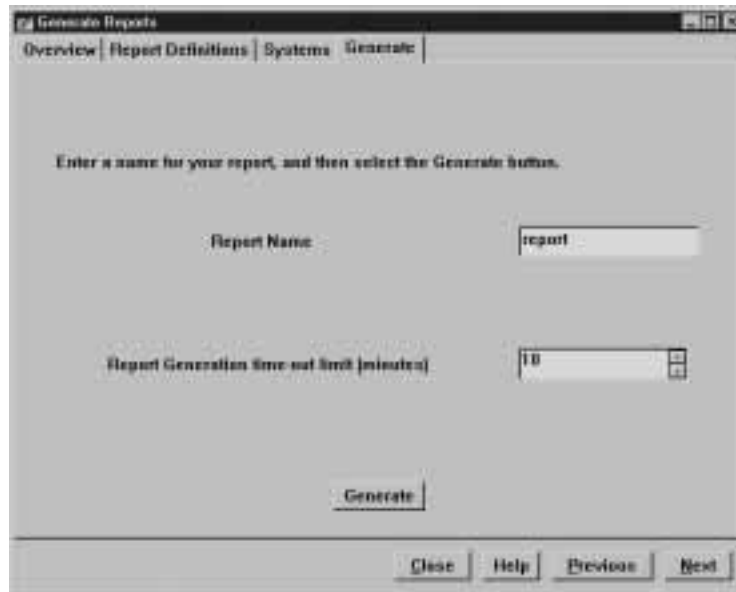 Generate Reports
Overview Report Definitions Systems Generate
Enter a name for your report, and then select the Generate button.
Report Name report
Report Generation time out limit (minutes) 10
Generate
Close Help Previous Next